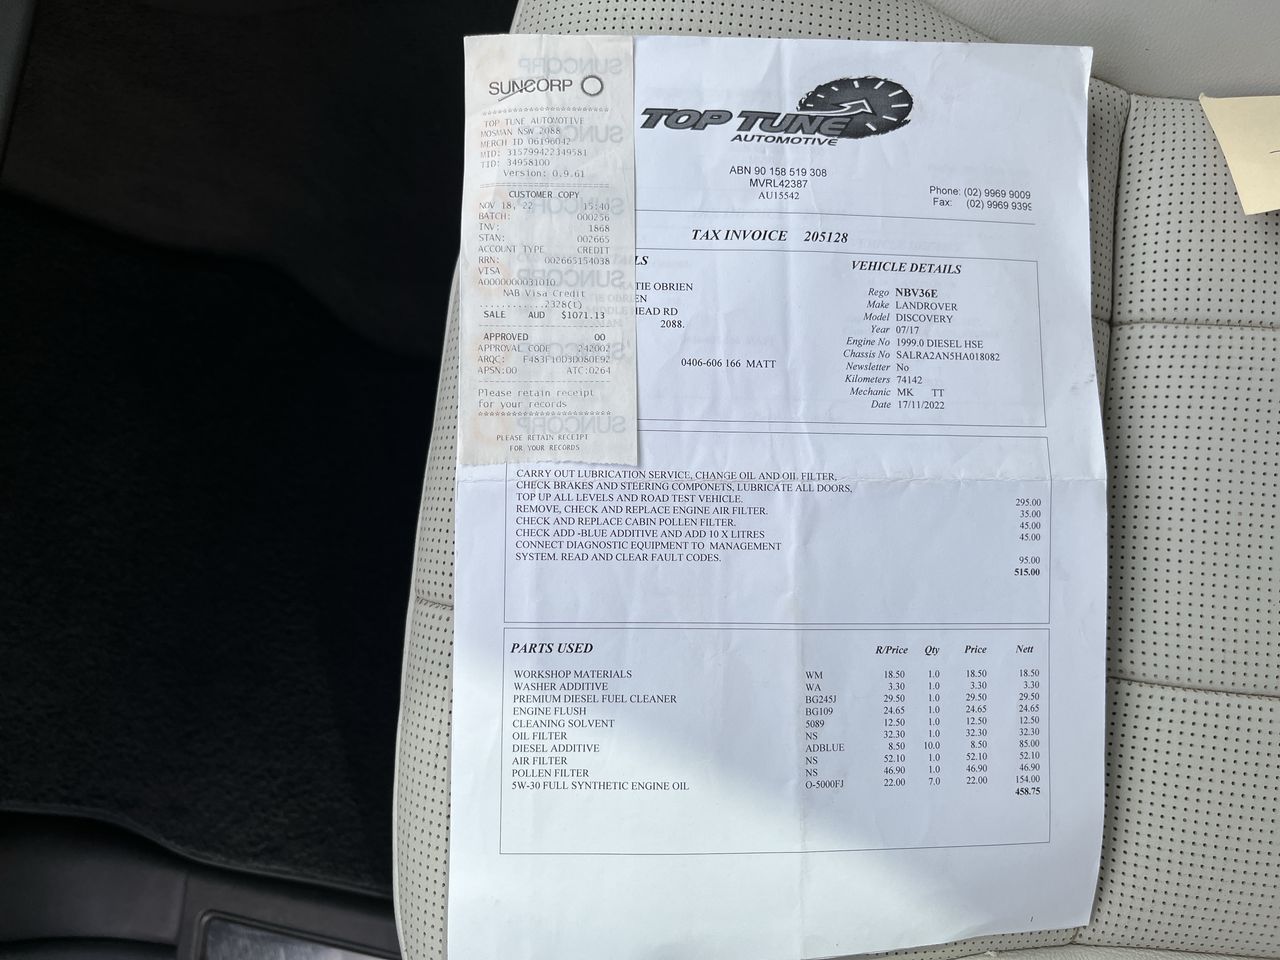 SUNCORP
TOP TUNE AUTOMOTIVE
MOSMAN NSW 2088
MERCH ID 06196042
MID: 315799422349581
TID: 34958100
Version: 0.9.61
CUSTOMER COPY
NOV 18, 22 15:40
BATCH: 000256
INV: 1868
STAN: 002665
ACCOUNT TYPE CREDIT
RRN: 002665154038
VISA
A0000000031010
NAB Visa Credit
............2328(t)
SALE AUD $1071.13
APPROVED 00
APPROVAL CODE 242002
ARQC: F483F10D3D080E92
APSN:00 ATC:0264
Please retain receipt
for your records
PLEASE RETAIN RECEIPT
FOR YOUR RECORDS
TOP TUNE
AUTOMOTIVE
ABN 90 158 519 308
MVRL42387
AU15542
Phone: (02) 9969 9009
Fax: (02) 9969 9399
TAX INVOICE 205128
LS
ATIE OBRIEN
IEN
HEAD RD
2088.
0406-606 166 MATT
VEHICLE DETAILS
Rego NBV36E
Make LANDROVER
Model DISCOVERY
Year 07/17
Engine No 1999.0 DIESEL HSE
Chassis No SALRA2AN5HA018082
Newsletter No
Kilometers 74142
Mechanic MK TT
Date 17/11/2022
CARRY OUT LUBRICATION SERVICE, CHANGE OIL AND OIL FILTER,
CHECK BRAKES AND STEERING COMPONETS, LUBRICATE ALL DOORS,
TOP UP ALL LEVELS AND ROAD TEST VEHICLE. 295.00
REMOVE, CHECK AND REPLACE ENGINE AIR FILTER. 35.00
CHECK AND REPLACE CABIN POLLEN FILTER. 45.00
CHECK ADD -BLUE ADDITIVE AND ADD 10 X LITRES 45.00
CONNECT DIAGNOSTIC EQUIPMENT TO MANAGEMENT
SYSTEM. READ AND CLEAR FAULT CODES. 95.00
515.00
PARTS USED R/Price Qty Price Nett
WORKSHOP MATERIALS WM 18.50 1.0 18.50 18.50
WASHER ADDITIVE WA 3.30 1.0 3.30 3.30
PREMIUM DIESEL FUEL CLEANER BG245J 29.50 1.0 29.50 29.50
ENGINE FLUSH BG109 24.65 1.0 24.65 24.65
CLEANING SOLVENT 5089 12.50 1.0 12.50 12.50
OIL FILTER NS 32.30 1.0 32.30 32.30
DIESEL ADDITIVE ADBLUE 8.50 10.0 8.50 85.00
AIR FILTER NS 52.10 1.0 52.10 52.10
POLLEN FILTER NS 46.90 1.0 46.90 46.90
5W-30 FULL SYNTHETIC ENGINE OIL O-5000FJ 22.00 7.0 22.00 154.00
458.75